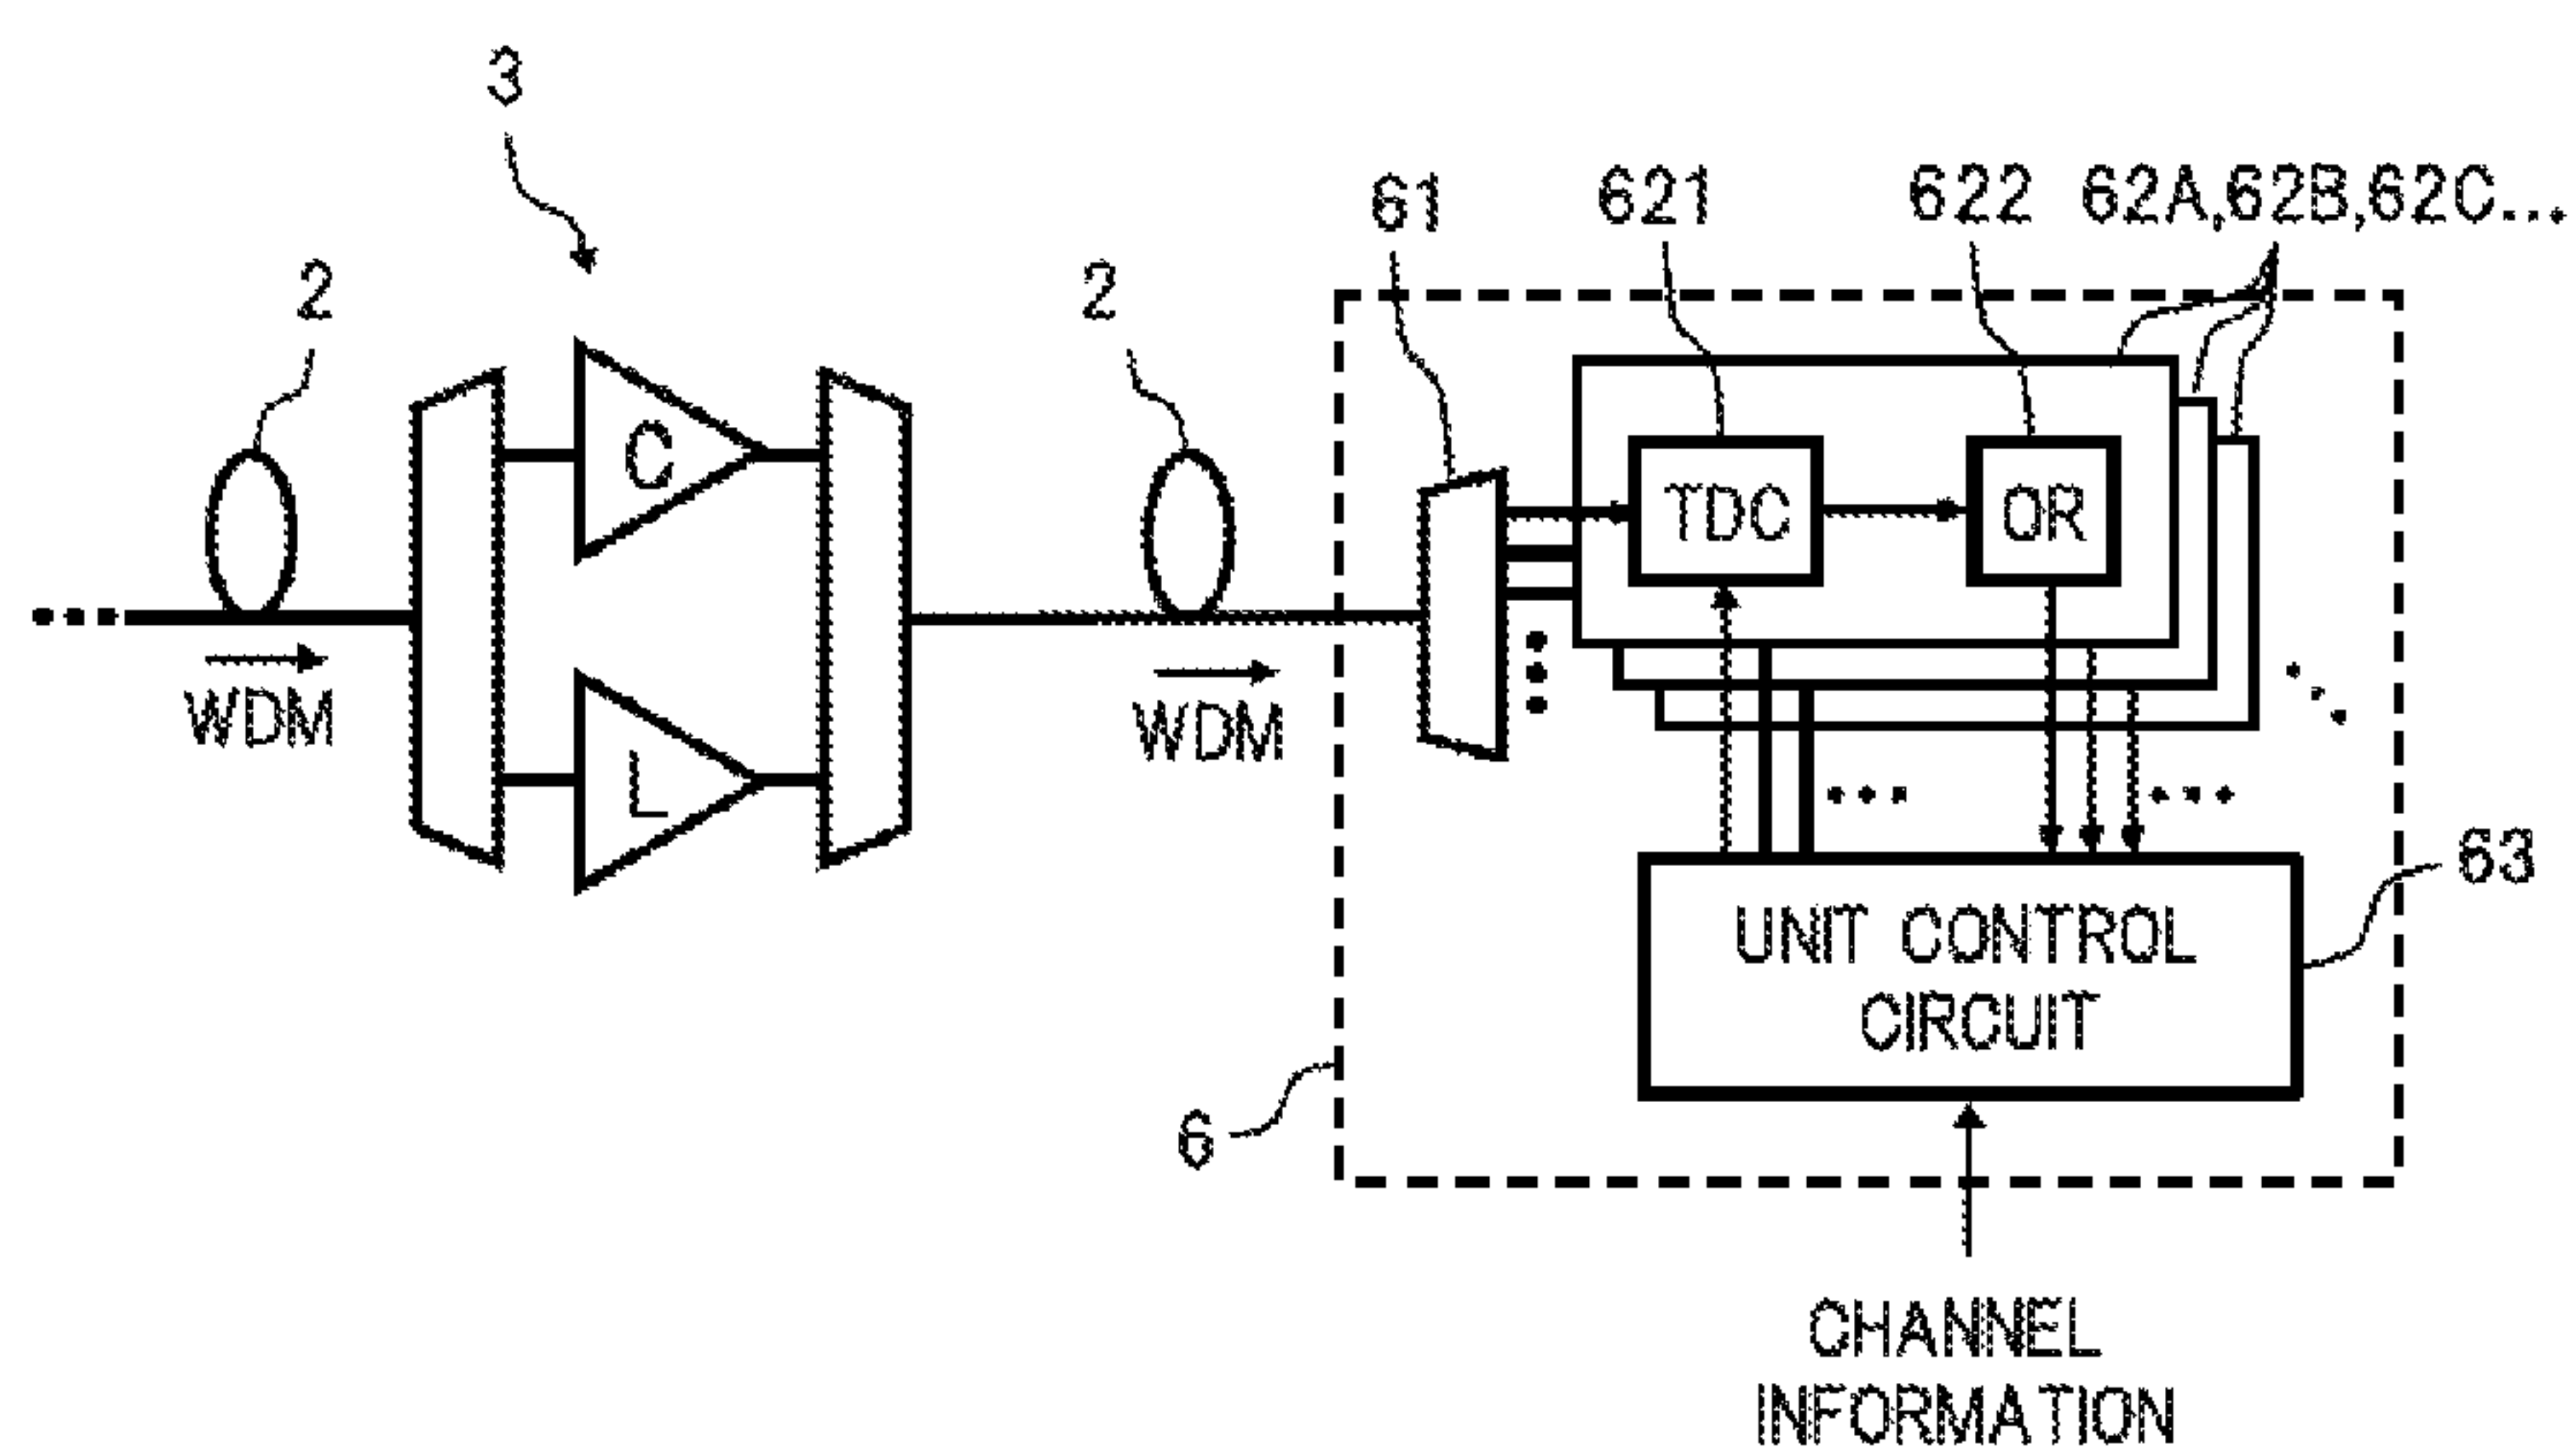 3
2
2
61
621
622
62A,62B,62C...
C
L
TDC
OR
WDM
WDM
UNIT CONTROL
CIRCUIT
63
6
CHANNEL
INFORMATION